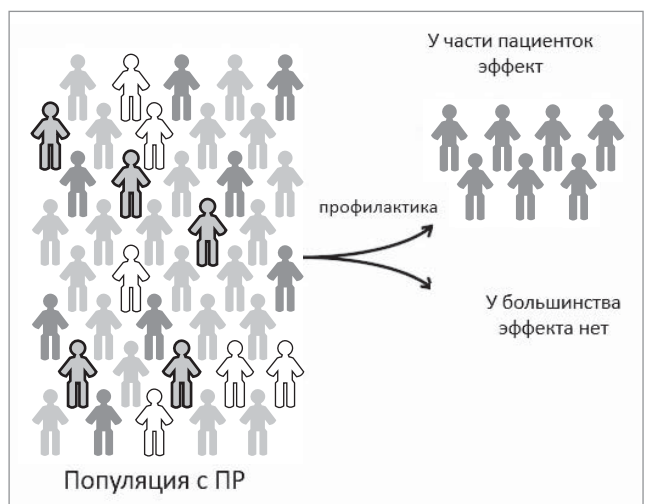 У части пациенток
эффект
профилактика
У большинства
эффекта нет
Популяция с ПР